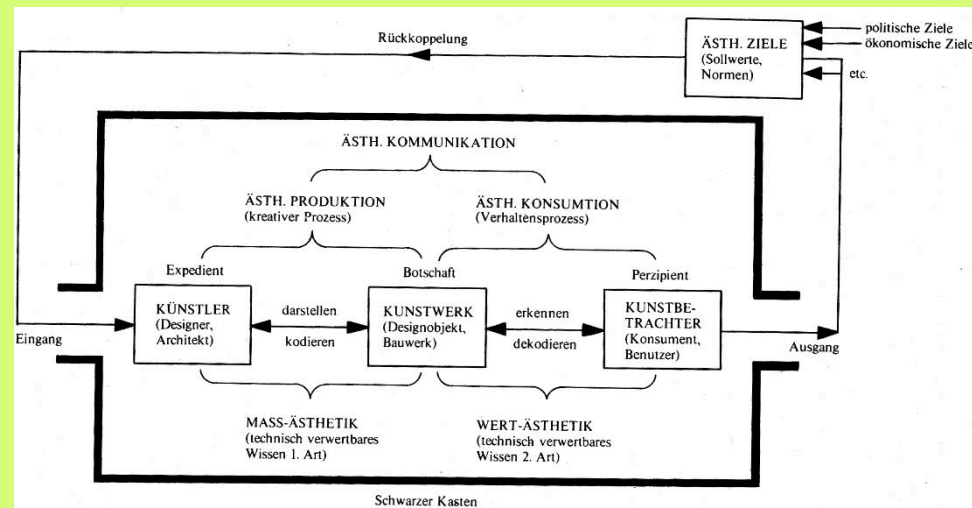 Rückkoppelung
ÄSTH. ZIELE
(Sollwerte,
Normen)
politische Ziele
ökonomische Ziele
etc.
ÄSTH. KOMMUNIKATION
ÄSTH. PRODUKTION
(kreativer Prozess)
ÄSTH. KONSUMTION
(Verhaltensprozess)
Expedient
Botschaft
Perzipient
Eingang
KÜNSTLER
(Designer,
Architekt)
darstellen
kodieren
KUNSTWERK
(Designobjekt,
Bauwerk)
erkennen
dekodieren
KUNSTBE-
TRACHTER
(Konsument,
Benutzer)
Ausgang
MASS-ÄSTHETIK
(technisch verwertbares
Wissen 1. Art)
WERT-ÄSTHETIK
(technisch verwertbares
Wissen 2. Art)
Schwarzer Kasten